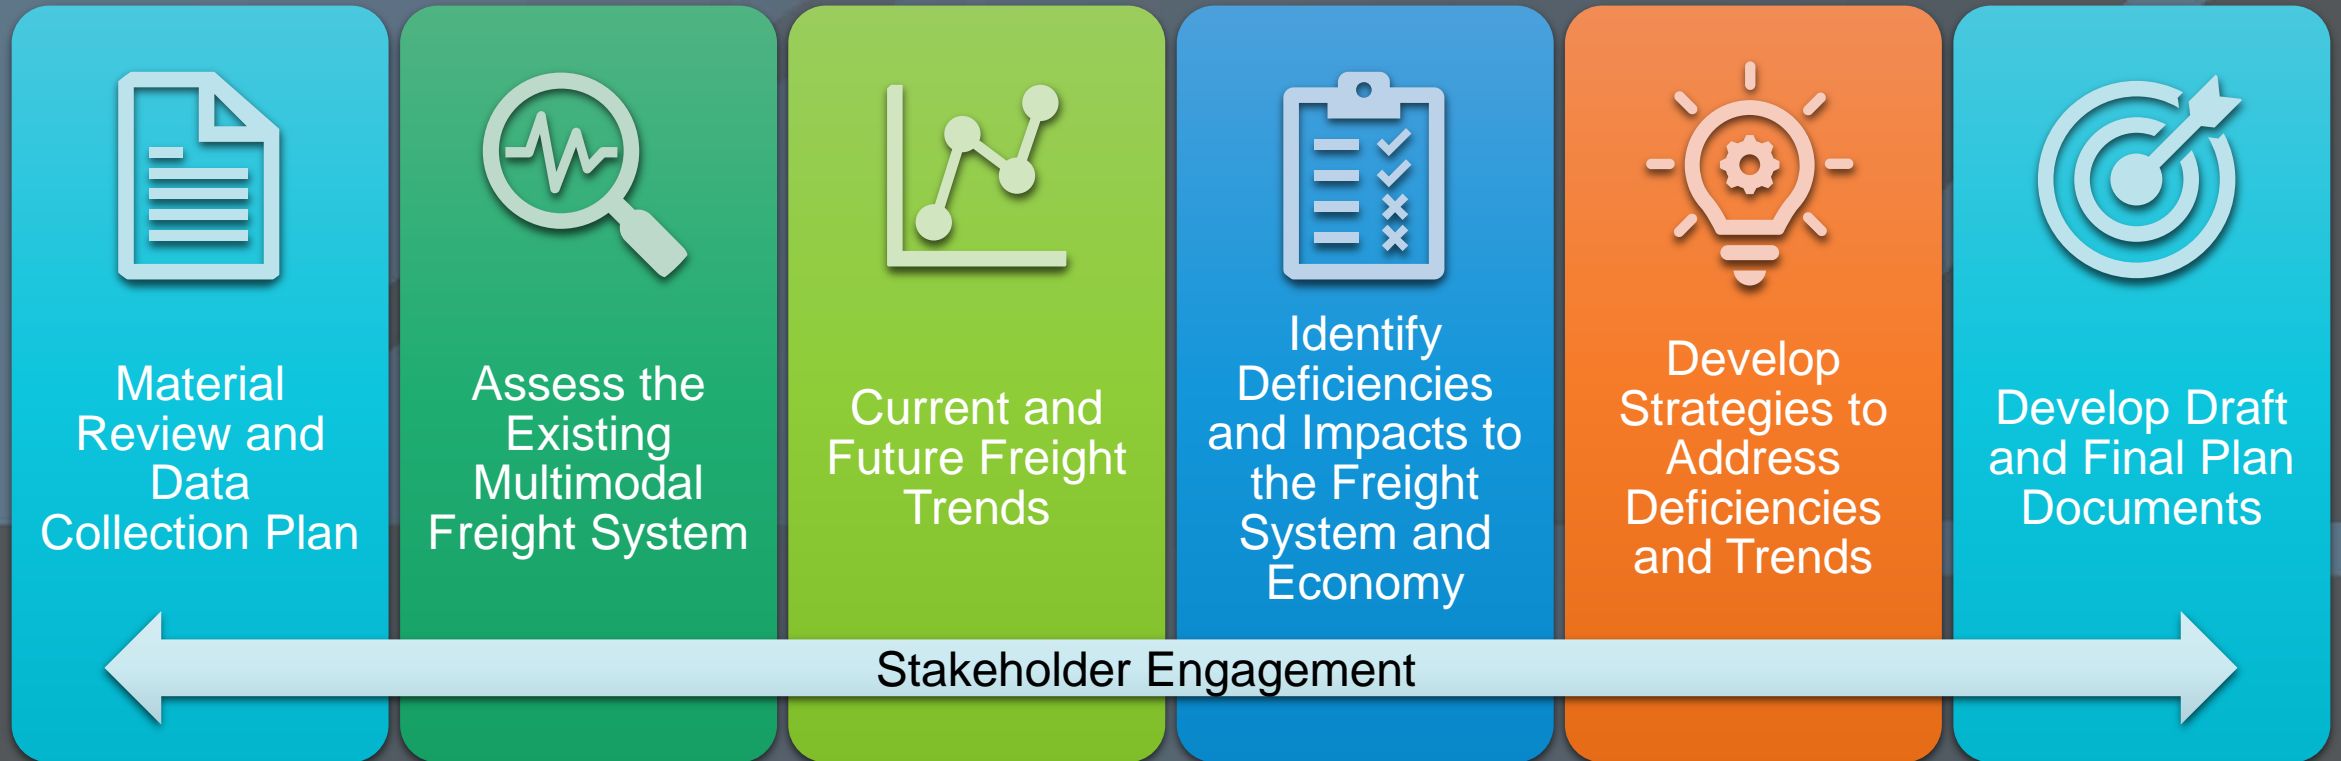 Material
Review and
Data
Collection Plan
Assess the
Existing
Multimodal
Freight System
Current and
Future Freight
Trends
Identify
Deficiencies
and Impacts to
the Freight
System and
Economy
Develop
Strategies to
Address
Deficiencies
and Trends
Develop Draft
and Final Plan
Documents
Stakeholder Engagement